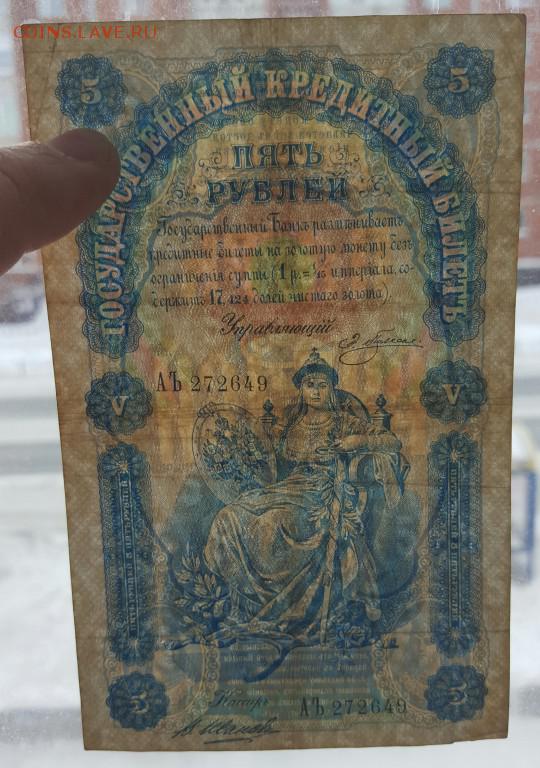 COINS.LAVE.RU
5 5
ГОСУДАРСТВЕННЫЙ КРЕДИТНЫЙ БИЛЕТЪ
ПЯТЬ
РУБЛЕЙ
Государственный Банкъ размѣниваетъ
кредитные билеты на золотую монету безъ
ограниченія суммы (1 р. = 1/15 имперіала, со-
держитъ 17,424 долей чистаго золота).
Управляющій
АЪ 272649
V V
Кассиръ
АЪ 272649
5 5